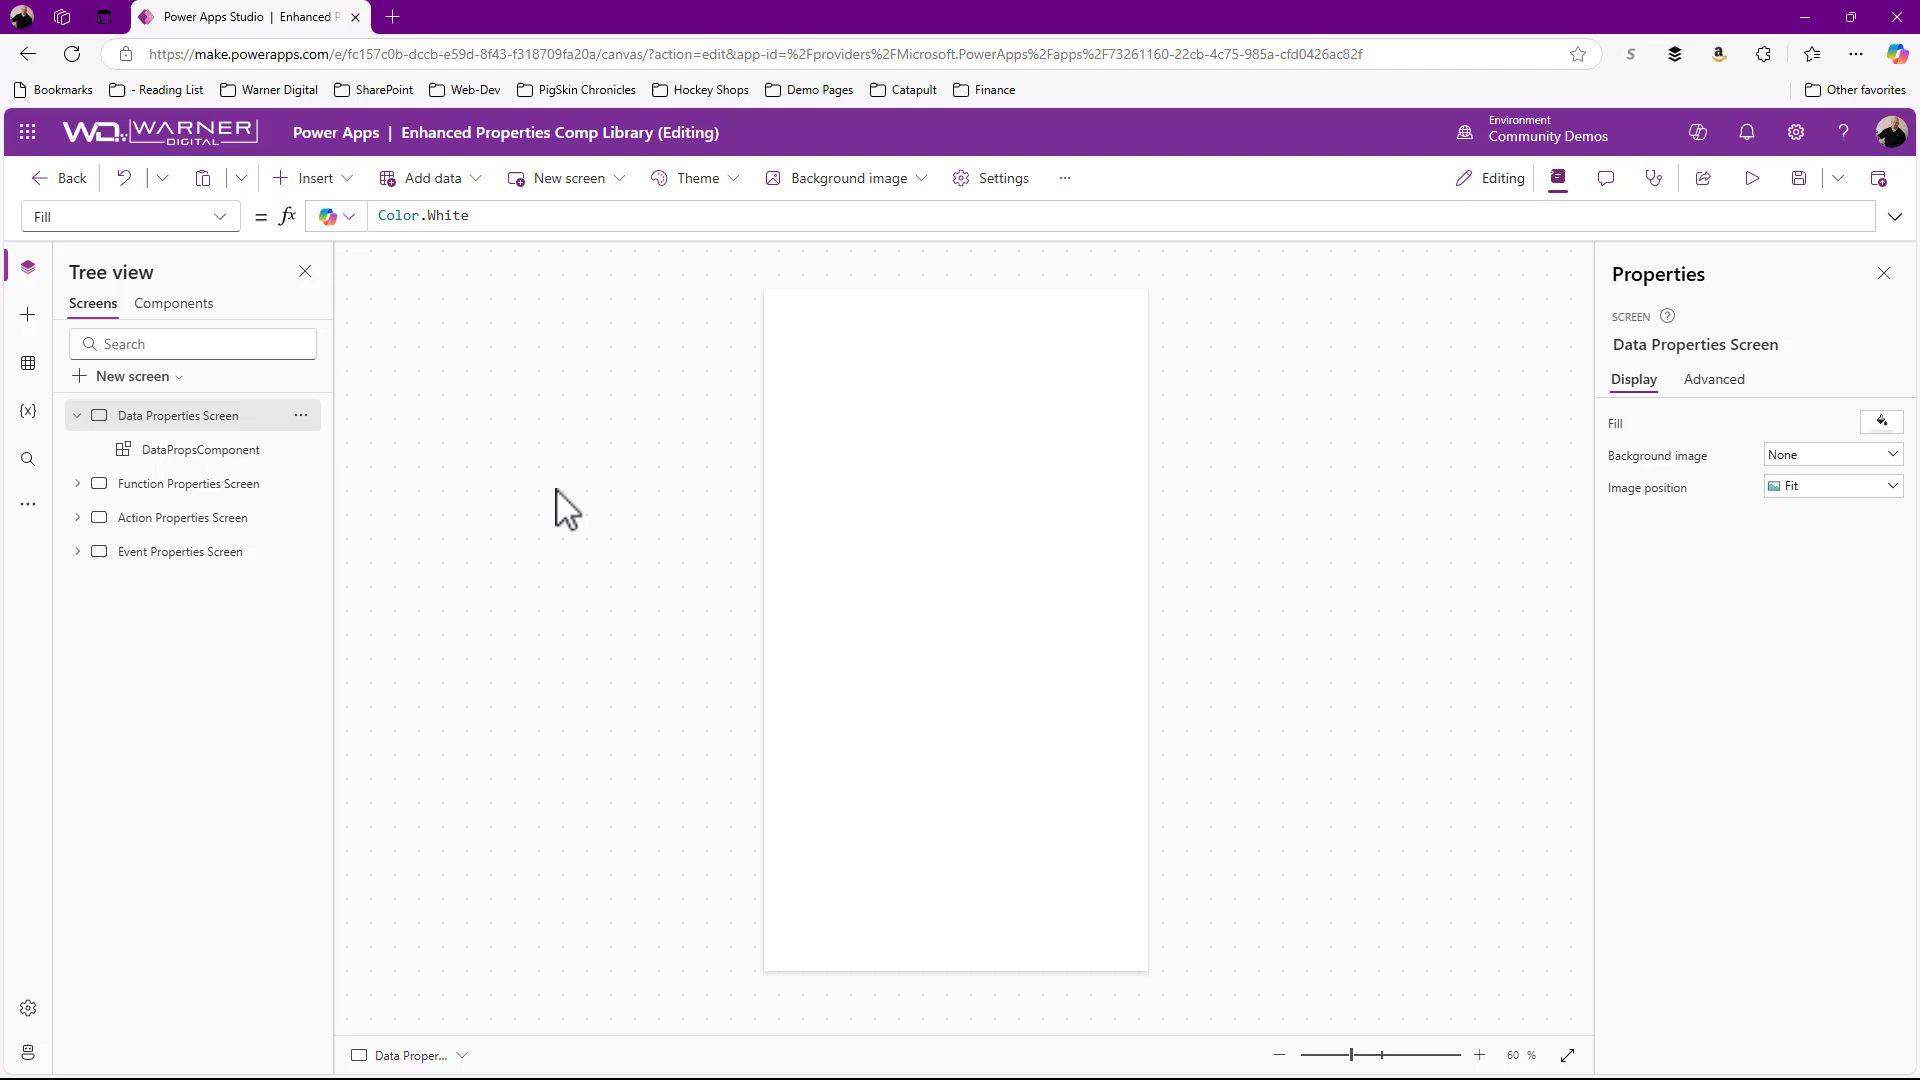 Power Apps Studio | Enhanced P
https://make.powerapps.com/e/fc157c0b-dccb-e59d-8f43-f318709fa20a/canvas/?action=edit&app-id=%2Fproviders%2FMicrosoft.PowerApps%2Fapps%2F73261160-22cb-4c75-985a-cfd0426ac82f
Bookmarks - Reading List Warner Digital SharePoint Web-Dev PigSkin Chronicles Hockey Shops Demo Pages Catapult Finance Other favorites
WD WARNER DIGITAL Power Apps | Enhanced Properties Comp Library (Editing)
Environment
Community Demos
Back Insert Add data New screen Theme Background image Settings ... Editing
Fill = fx Color.White
Tree view
Screens Components
Search
New screen
Data Properties Screen ...
DataPropsComponent
Function Properties Screen
Action Properties Screen
Event Properties Screen
Properties
SCREEN
Data Properties Screen
Display Advanced
Fill
Background image None
Image position Fit
Data Proper... 60 %